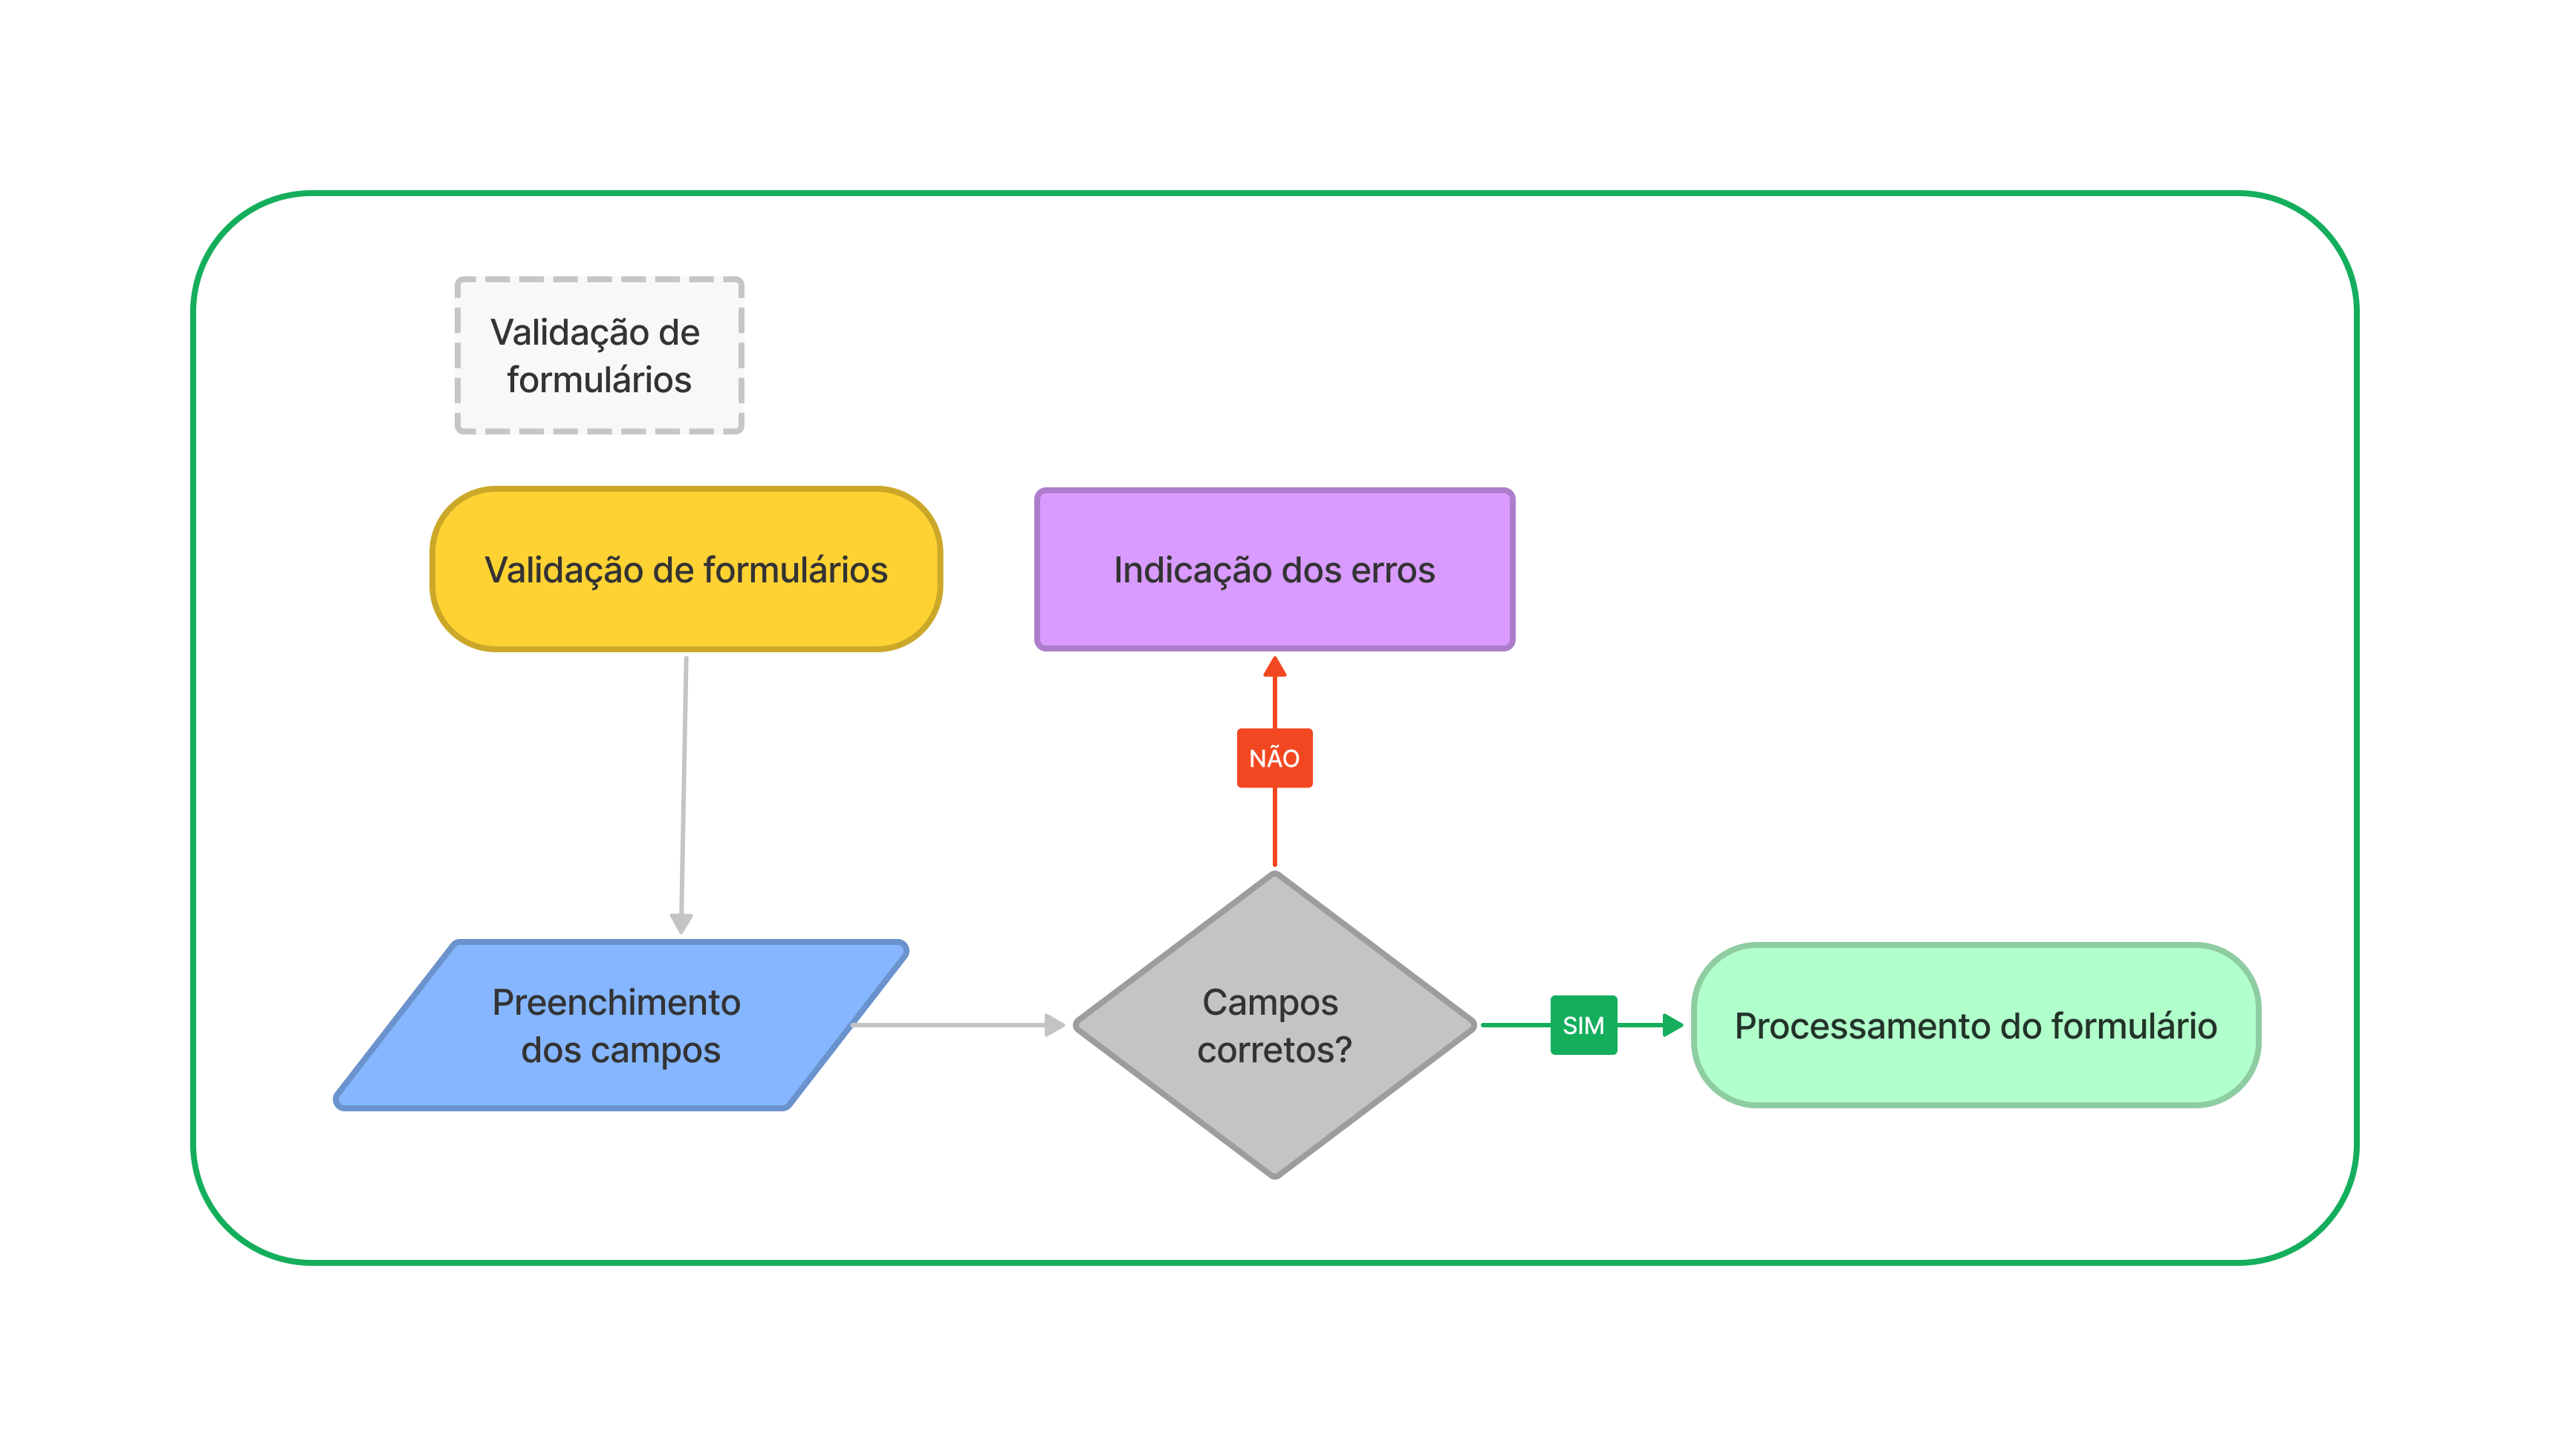 Validação de
formulários
Validação de formulários
Indicação dos erros
NÃO
Preenchimento
dos campos
Campos
corretos?
SIM
Processamento do formulário